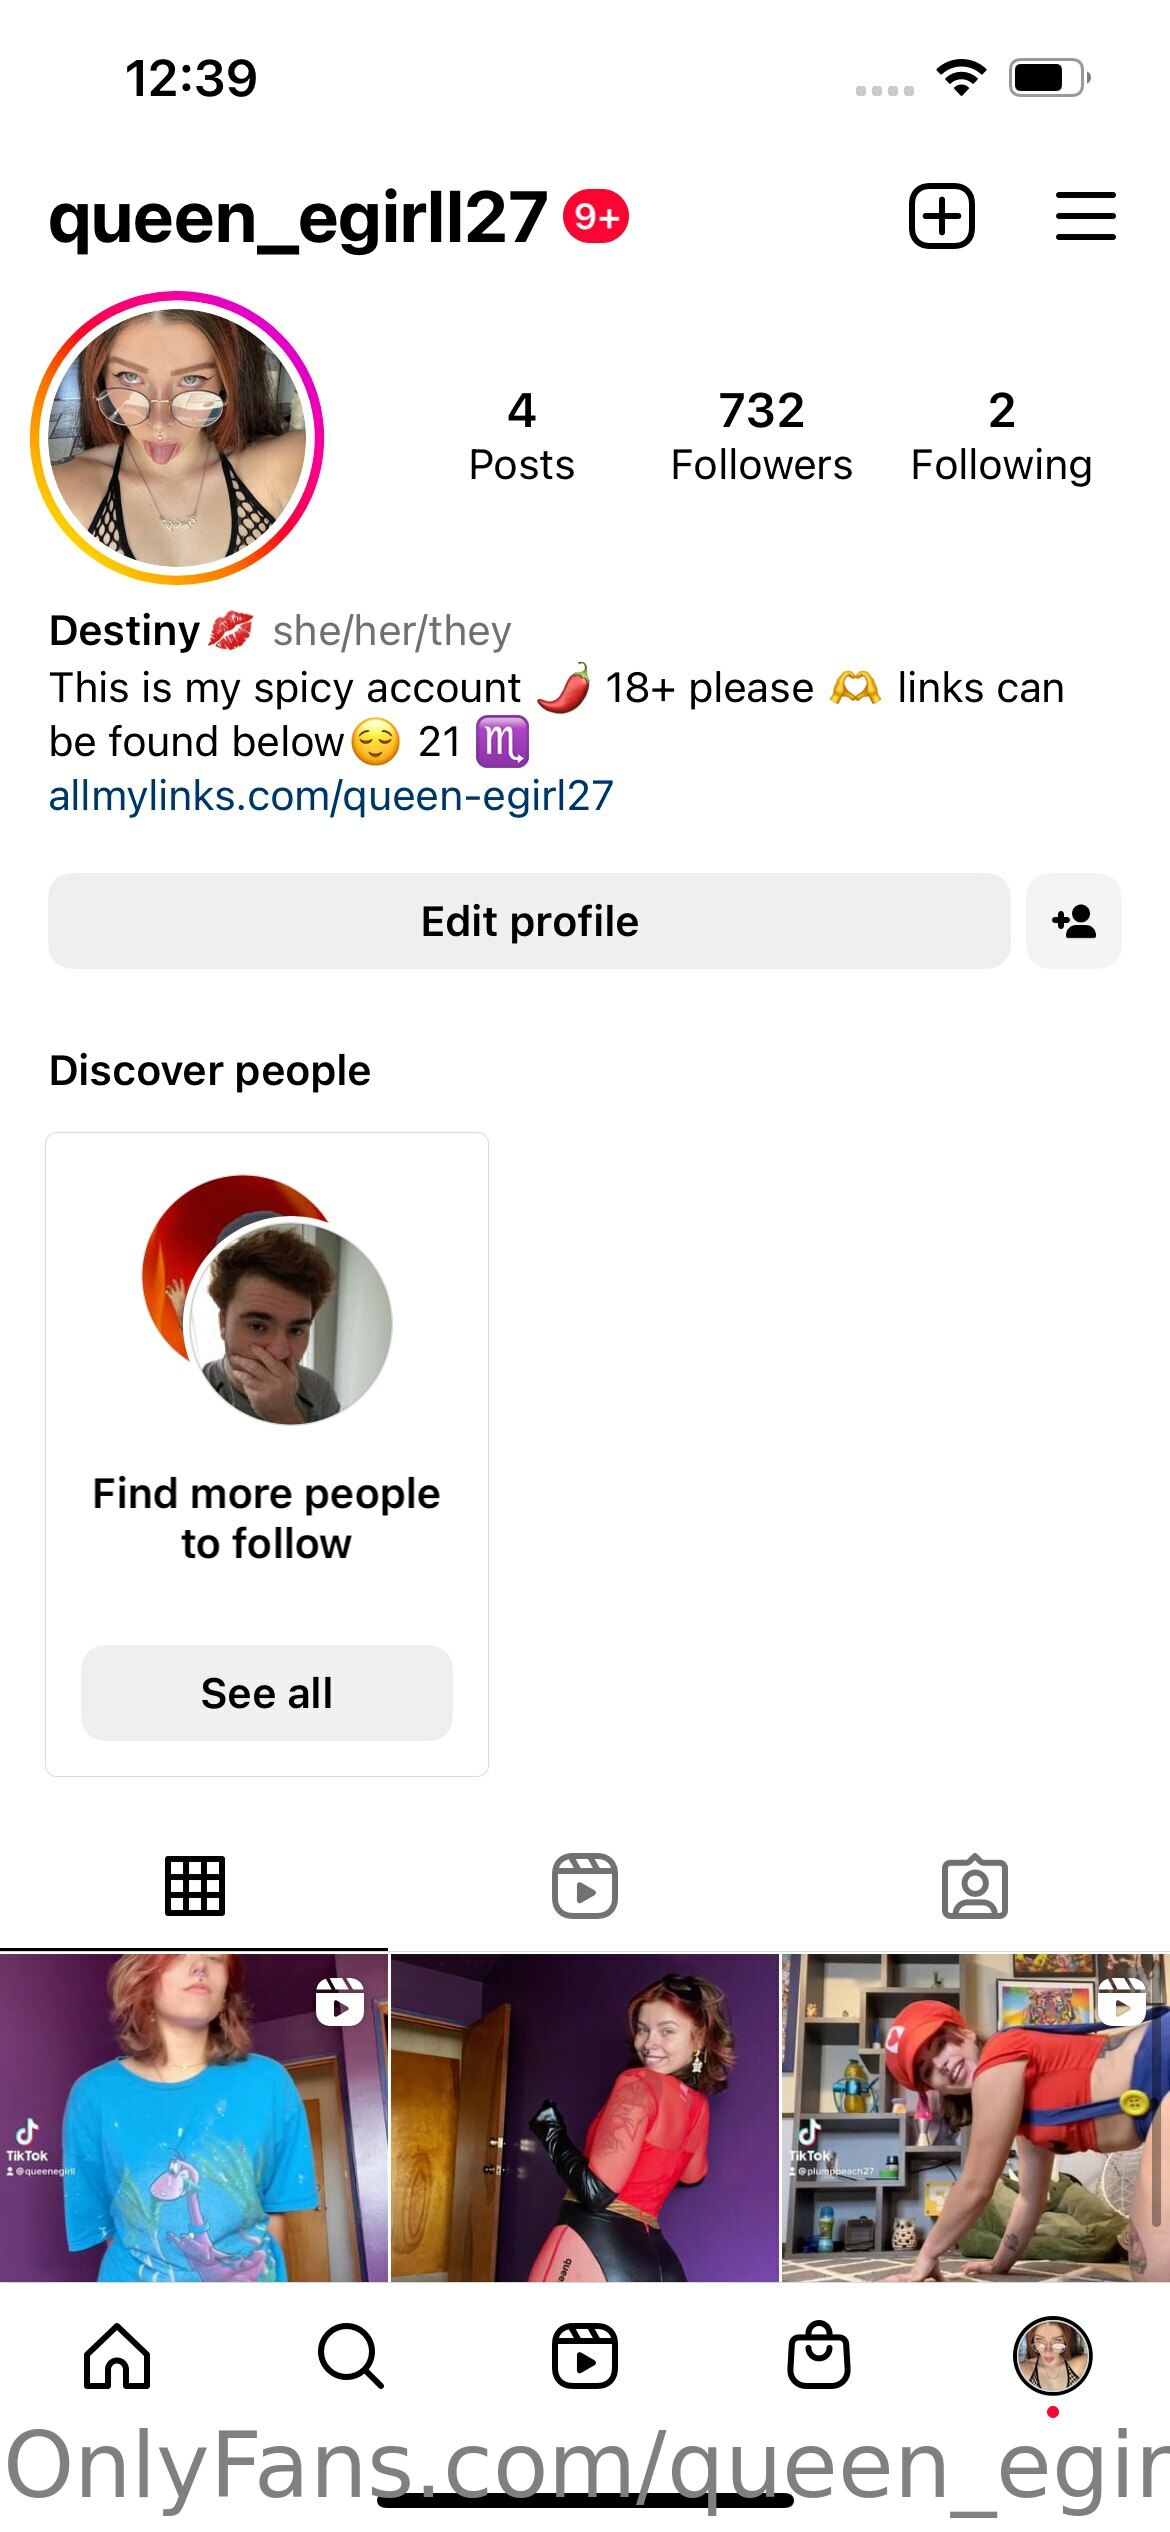 12:39
queen_egirll27 9+
4 732 2
Posts Followers Following
Destiny💋 she/her/they
This is my spicy account 🌶️ 18+ please 🫶 links can
be found below😌 21 ♏
allmylinks.com/queen-egirl27
Edit profile
Discover people
Find more people
to follow
See all
TikTok
@queenegirll
TikTok
@plumppeach27
OnlyFans.com/queen_egir